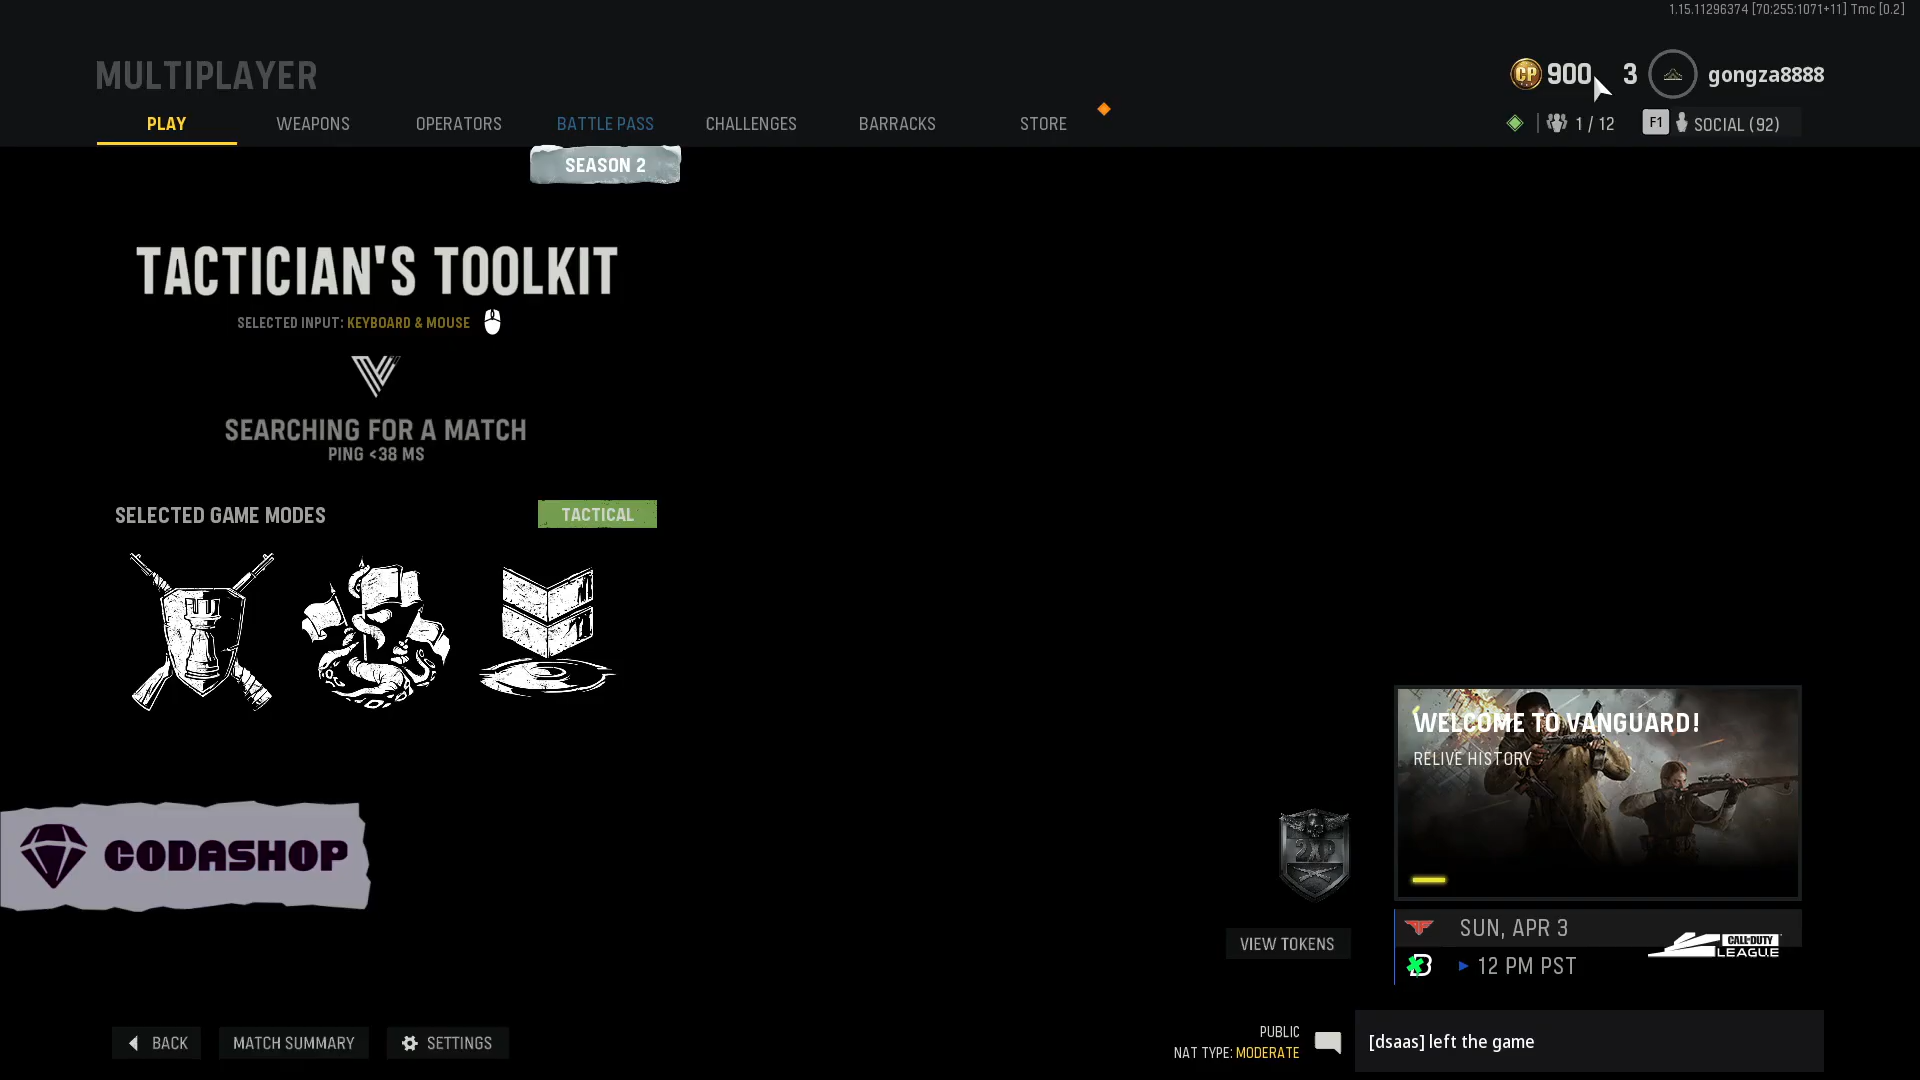 1.15.11296374 [70:255:1071+11] Tmc [0.2]
MULTIPLAYER
CP 900 3 gongza8888
PLAY WEAPONS OPERATORS BATTLE PASS CHALLENGES BARRACKS STORE
1 / 12 F1 SOCIAL (92)
SEASON 2
TACTICIAN'S TOOLKIT
SELECTED INPUT: KEYBOARD & MOUSE
SEARCHING FOR A MATCH
PING <38 MS
SELECTED GAME MODES TACTICAL
WELCOME TO VANGUARD!
RELIVE HISTORY
CODASHOP
2XP
VIEW TOKENS
SUN, APR 3
12 PM PST
CALL OF DUTY
LEAGUE
BACK MATCH SUMMARY SETTINGS
PUBLIC
NAT TYPE: MODERATE
[dsaas] left the game